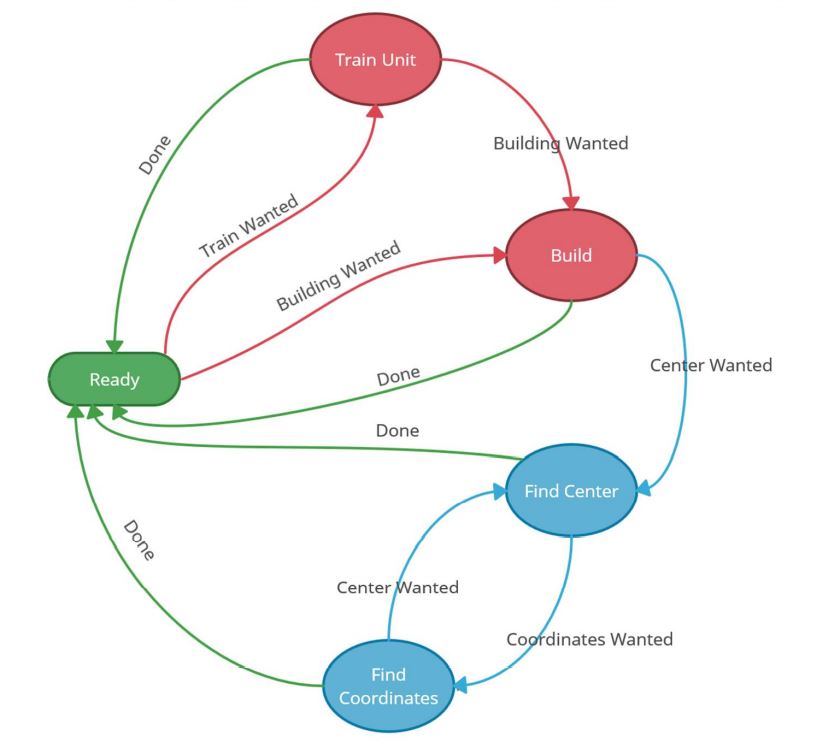 Train Unit
Done
Building Wanted
Train Wanted
Building Wanted
Build
Center Wanted
Ready
Done
Done
Find Center
Done
Center Wanted
Coordinates Wanted
Find
Coordinates